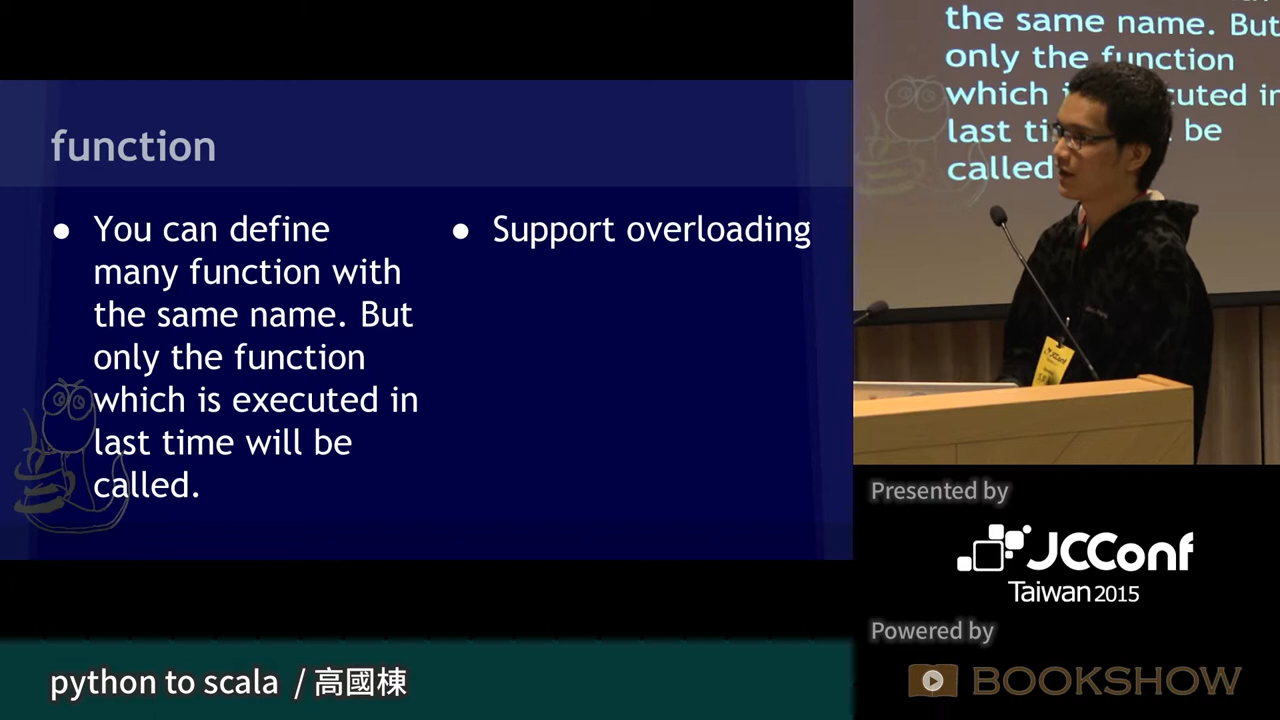 function
● You can define
many function with
the same name. But
only the function
which is executed in
last time will be
called.
● Support overloading
the same name. But
only the function
which cuted in
last ti be
called
JCConf
Presented by
JCConf
Taiwan 2015
Powered by
BOOKSHOW
python to scala / 高國棟